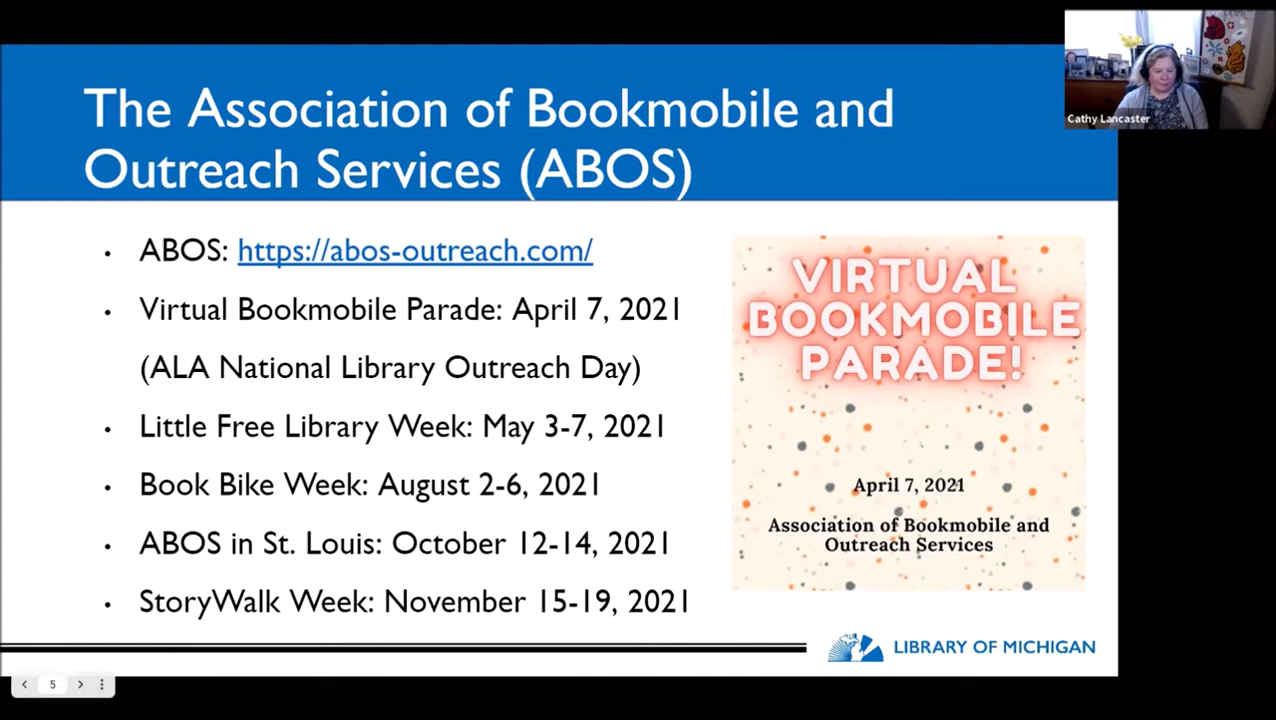 The Association of Bookmobile and
Outreach Services (ABOS)
Cathy Lancaster
• ABOS: https://abos-outreach.com/
• Virtual Bookmobile Parade: April 7, 2021
(ALA National Library Outreach Day)
• Little Free Library Week: May 3-7, 2021
• Book Bike Week: August 2-6, 2021
• ABOS in St. Louis: October 12-14, 2021
• StoryWalk Week: November 15-19, 2021
VIRTUAL
BOOKMOBILE
PARADE!
April 7, 2021
Association of Bookmobile and
Outreach Services
LIBRARY OF MICHIGAN
5